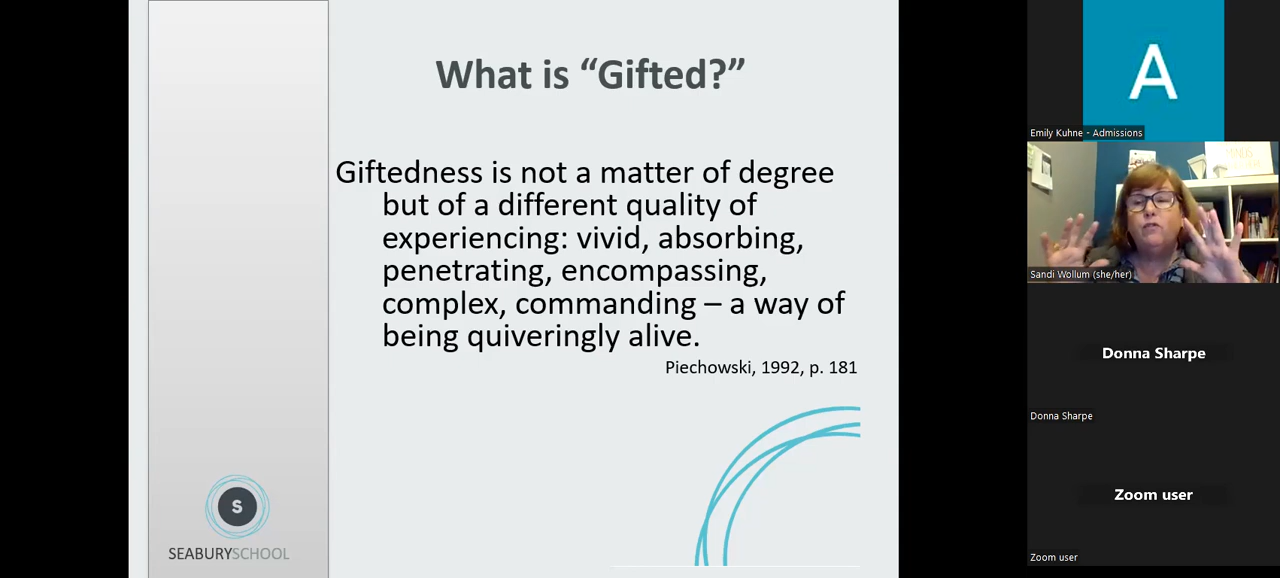 What is “Gifted?”
Giftedness is not a matter of degree
but of a different quality of
experiencing: vivid, absorbing,
penetrating, encompassing,
complex, commanding – a way of
being quiveringly alive.
Piechowski, 1992, p. 181
S
SEABURYSCHOOL
A
Emily Kuhne - Admissions
Sandi Wollum (she/her)
Donna Sharpe
Donna Sharpe
Zoom user
Zoom user